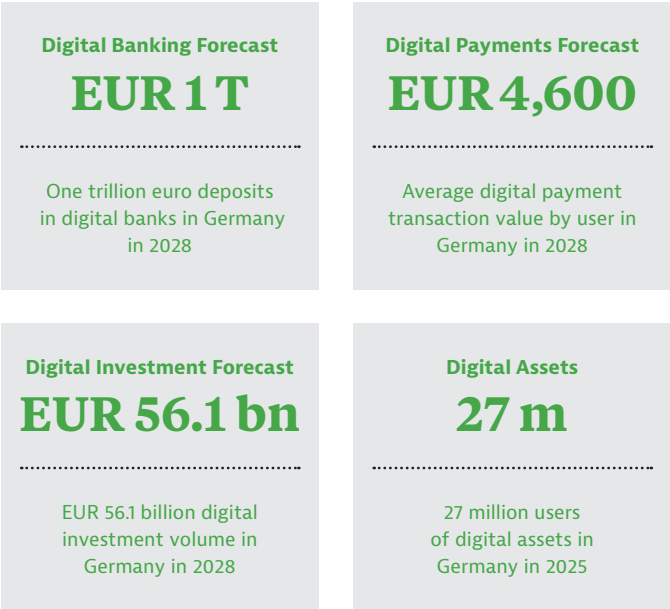 Digital Banking Forecast
EUR 1 T
One trillion euro deposits
in digital banks in Germany
in 2028
Digital Payments Forecast
EUR 4,600
Average digital payment
transaction value by user in
Germany in 2028
Digital Investment Forecast
EUR 56.1 bn
EUR 56.1 billion digital
investment volume in
Germany in 2028
Digital Assets
27 m
27 million users
of digital assets in
Germany in 2025